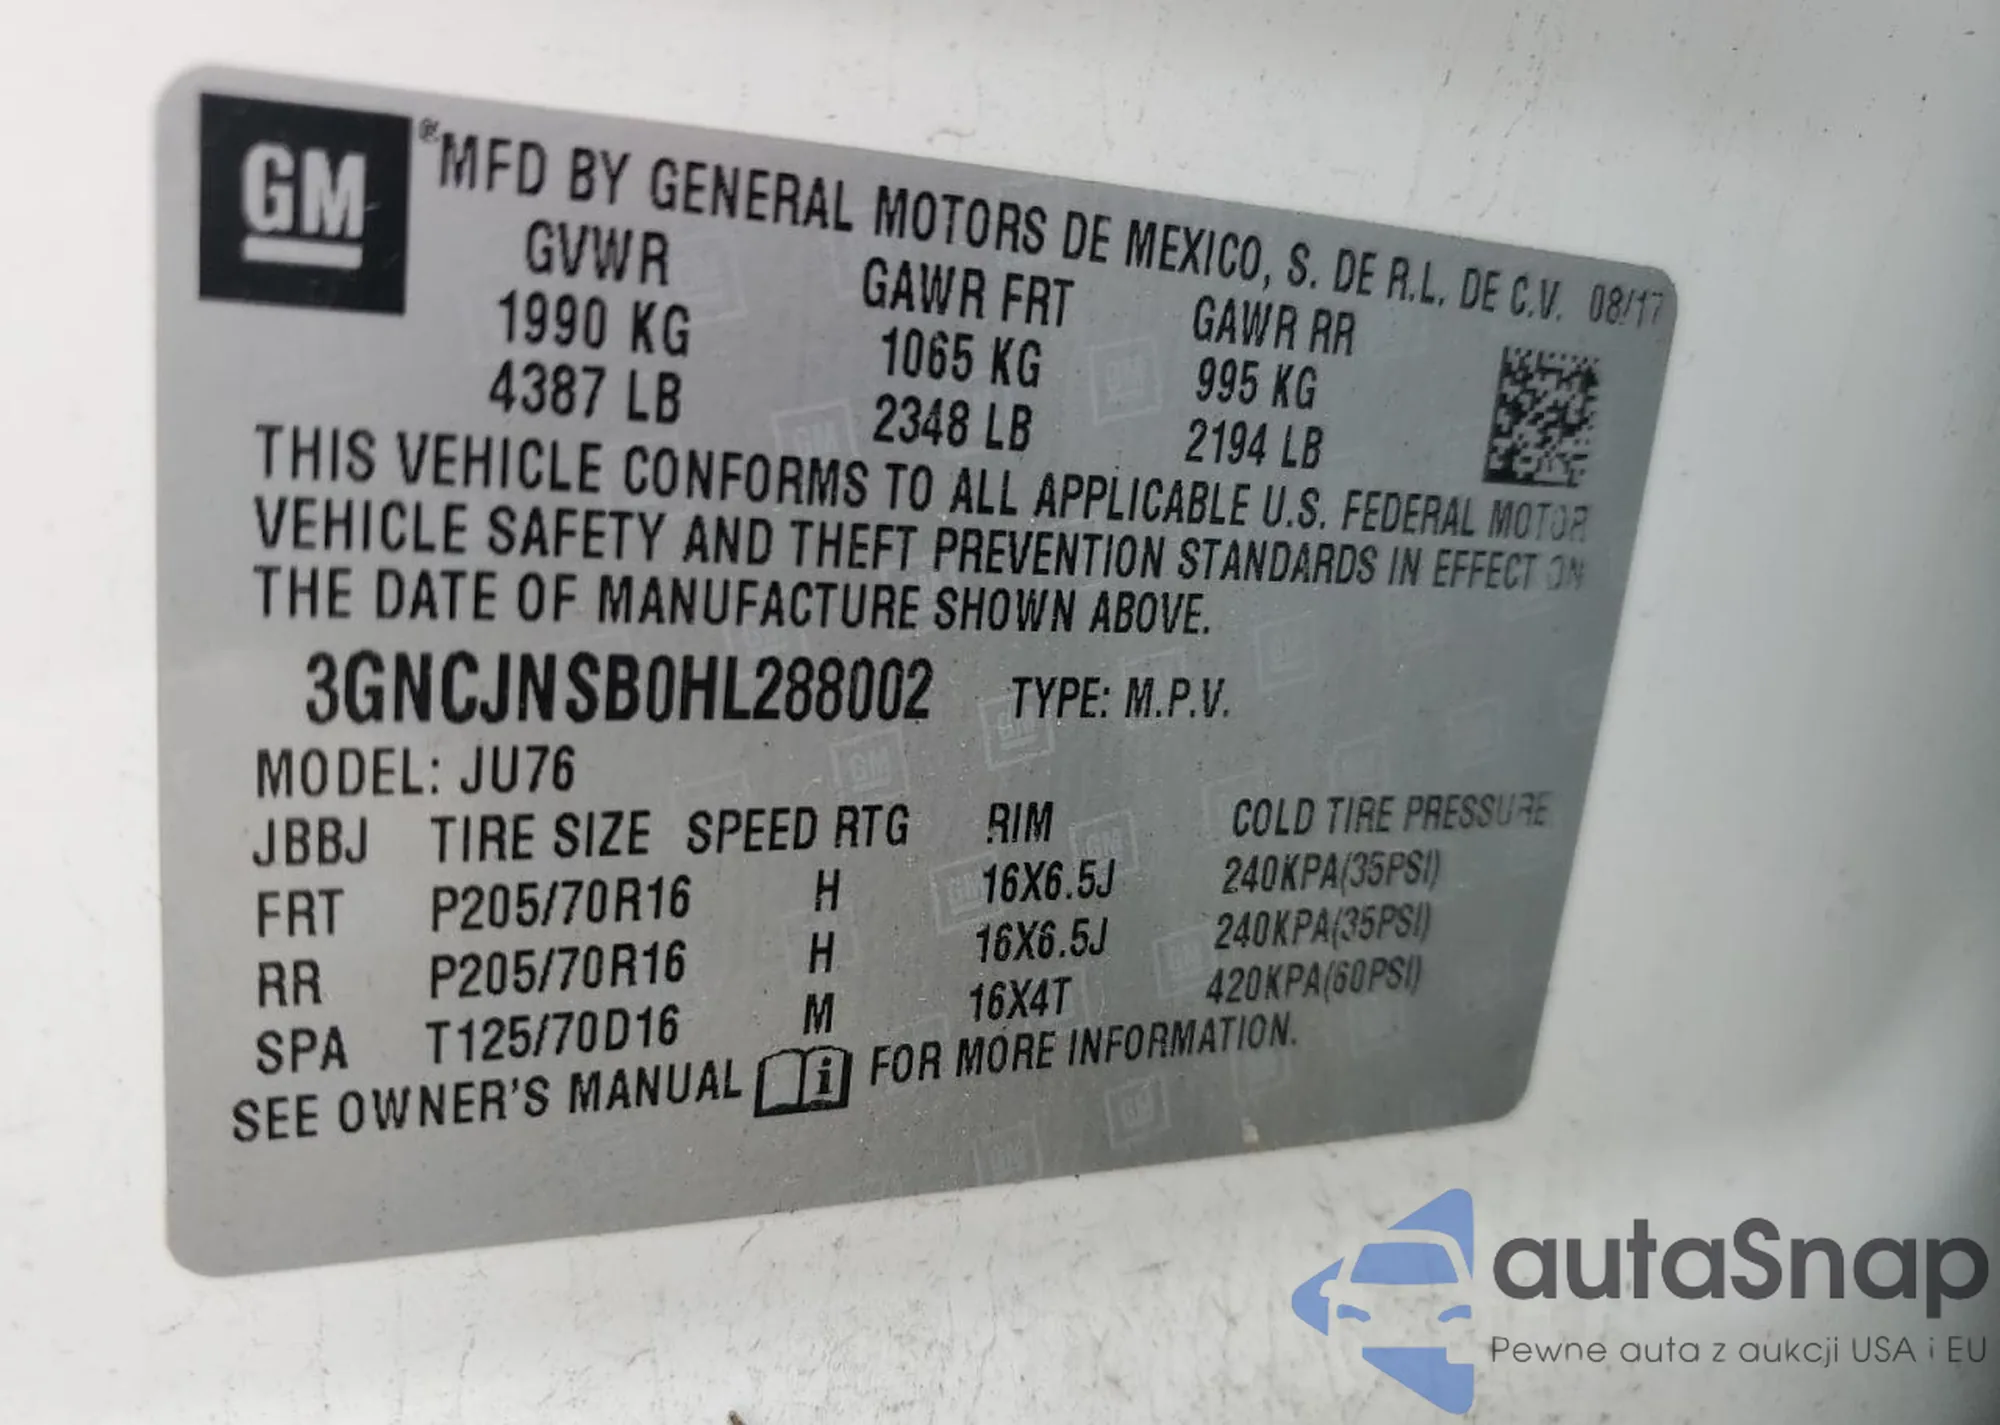 GM
® MFD BY GENERAL MOTORS DE MEXICO, S. DE R.L. DE C.V. 08/17
GVWR GAWR FRT GAWR RR
1990 KG 1065 KG 995 KG
4387 LB 2348 LB 2194 LB
THIS VEHICLE CONFORMS TO ALL APPLICABLE U.S. FEDERAL MOTOR
VEHICLE SAFETY AND THEFT PREVENTION STANDARDS IN EFFECT ON
THE DATE OF MANUFACTURE SHOWN ABOVE.
3GNCJNSB0HL288002 TYPE: M.P.V.
MODEL: JU76
JBBJ TIRE SIZE SPEED RTG RIM COLD TIRE PRESSURE
FRT P205/70R16 H 16X6.5J 240KPA(35PSI)
RR P205/70R16 H 16X6.5J 240KPA(35PSI)
SPA T125/70D16 M 16X4T 420KPA(60PSI)
SEE OWNER'S MANUAL i FOR MORE INFORMATION.
autaSnap
Pewne auta z aukcji USA i EU